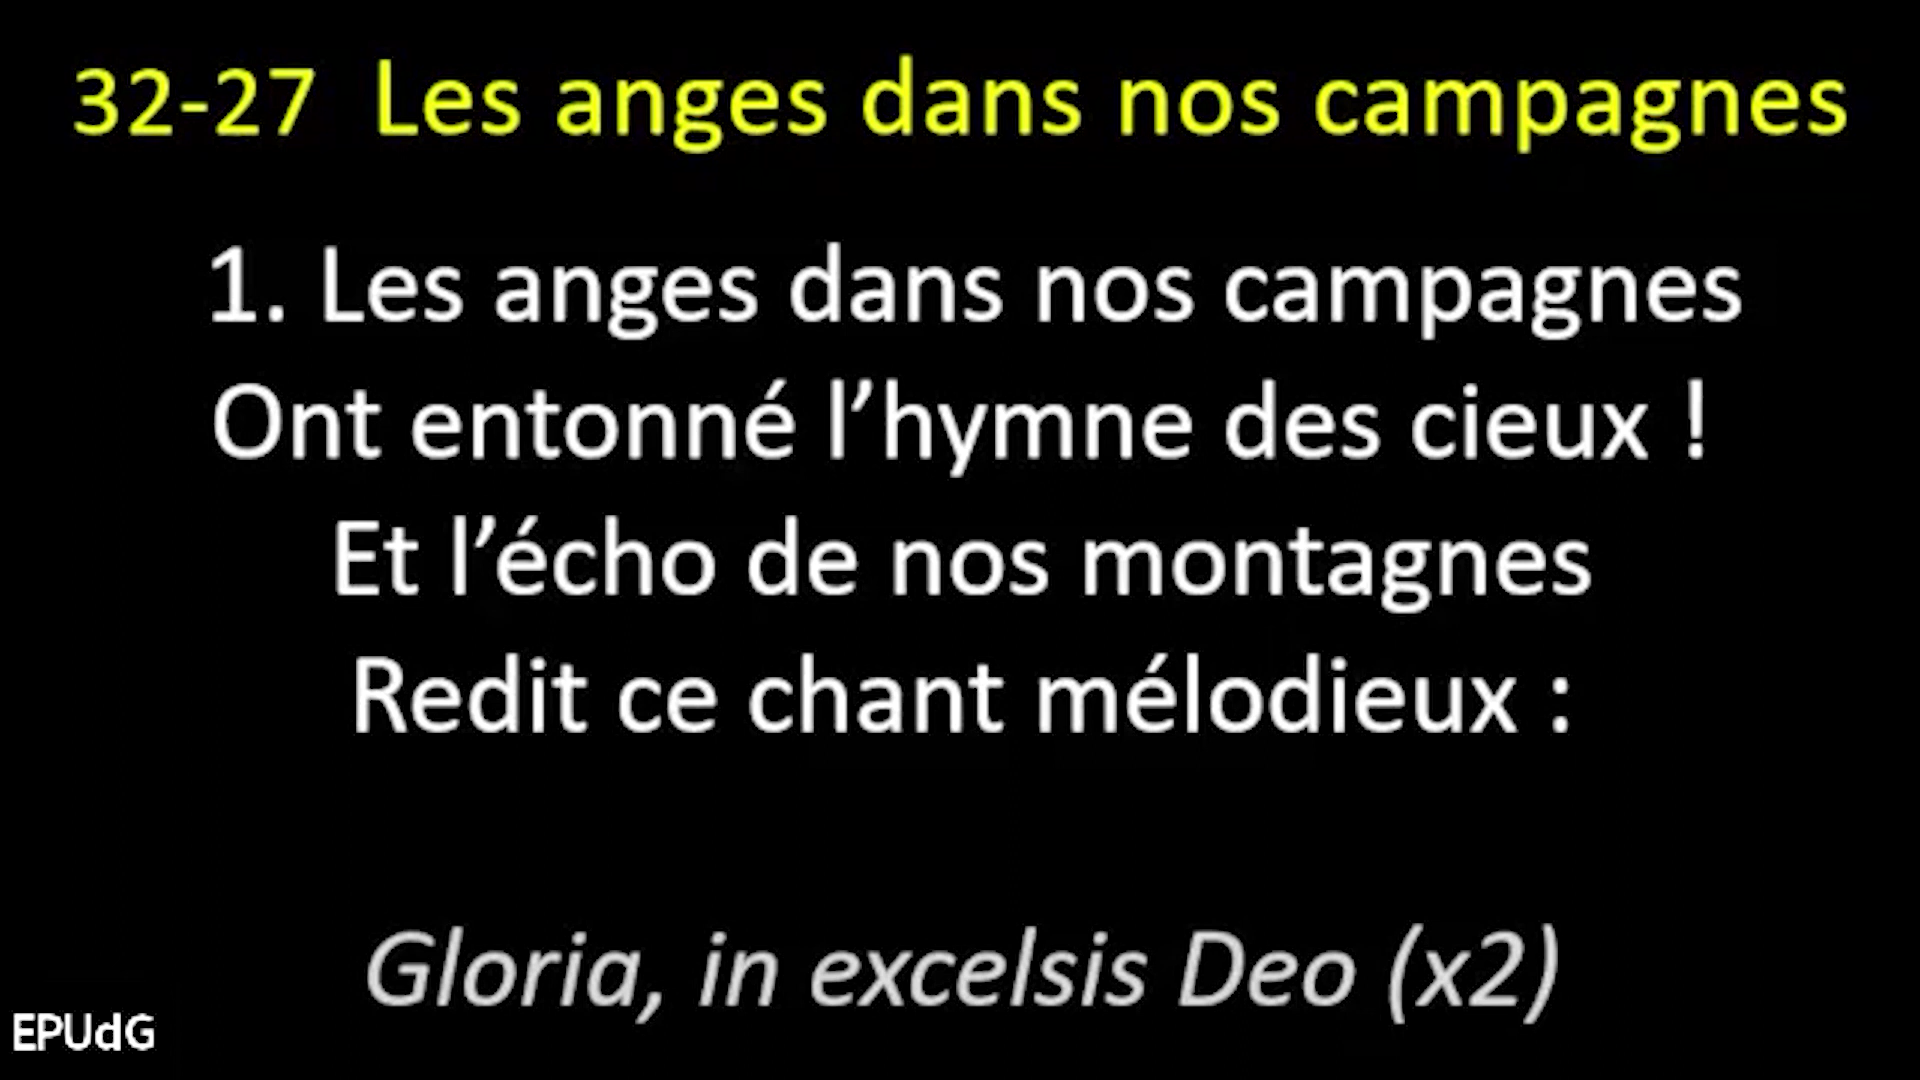 32-27 Les anges dans nos campagnes
1. Les anges dans nos campagnes
Ont entonné l’hymne des cieux !
Et l’écho de nos montagnes
Redit ce chant mélodieux :
Gloria, in excelsis Deo (x2)
EPUdG